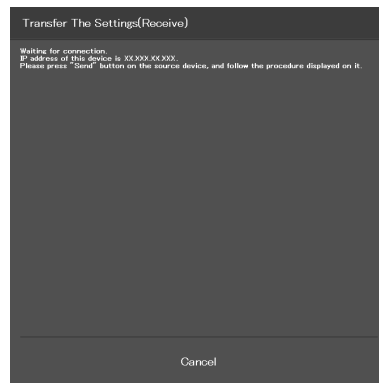 Transfer The Settings(Receive)
Waiting for connection.
IP address of this device is XX.XXX.XX.XXX.
Please press "Send" button on the source device, and follow the procedure displayed on it.
Cancel